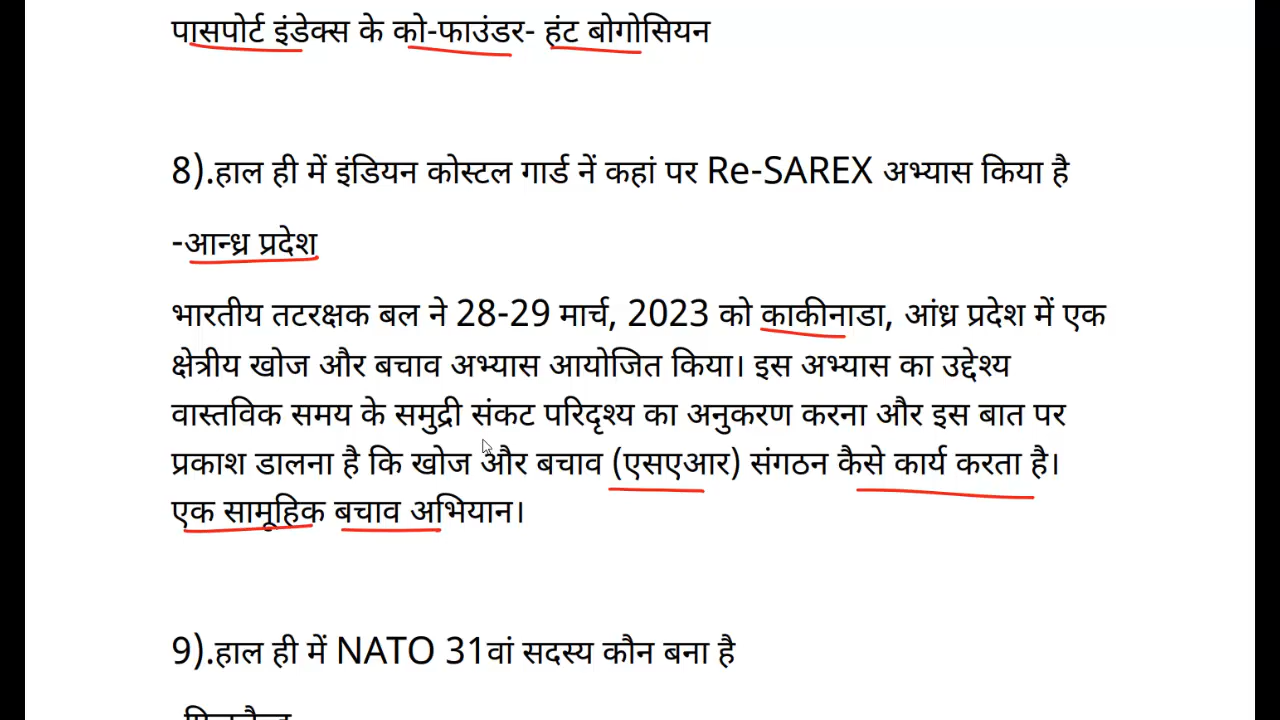 पासपोर्ट इंडेक्स के को-फाउंडर- हंट बोगोसियन
8).हाल ही में इंडियन कोस्टल गार्ड नें कहां पर Re-SAREX अभ्यास किया है
-आन्ध्र प्रदेश
भारतीय तटरक्षक बल ने 28-29 मार्च, 2023 को काकीनाडा, आंध्र प्रदेश में एक
क्षेत्रीय खोज और बचाव अभ्यास आयोजित किया। इस अभ्यास का उद्देश्य
वास्तविक समय के समुद्री संकट परिदृश्य का अनुकरण करना और इस बात पर
प्रकाश डालना है कि खोज और बचाव (एसएआर) संगठन कैसे कार्य करता है।
एक सामूहिक बचाव अभियान।
9).हाल ही में NATO 31वां सदस्य कौन बना है